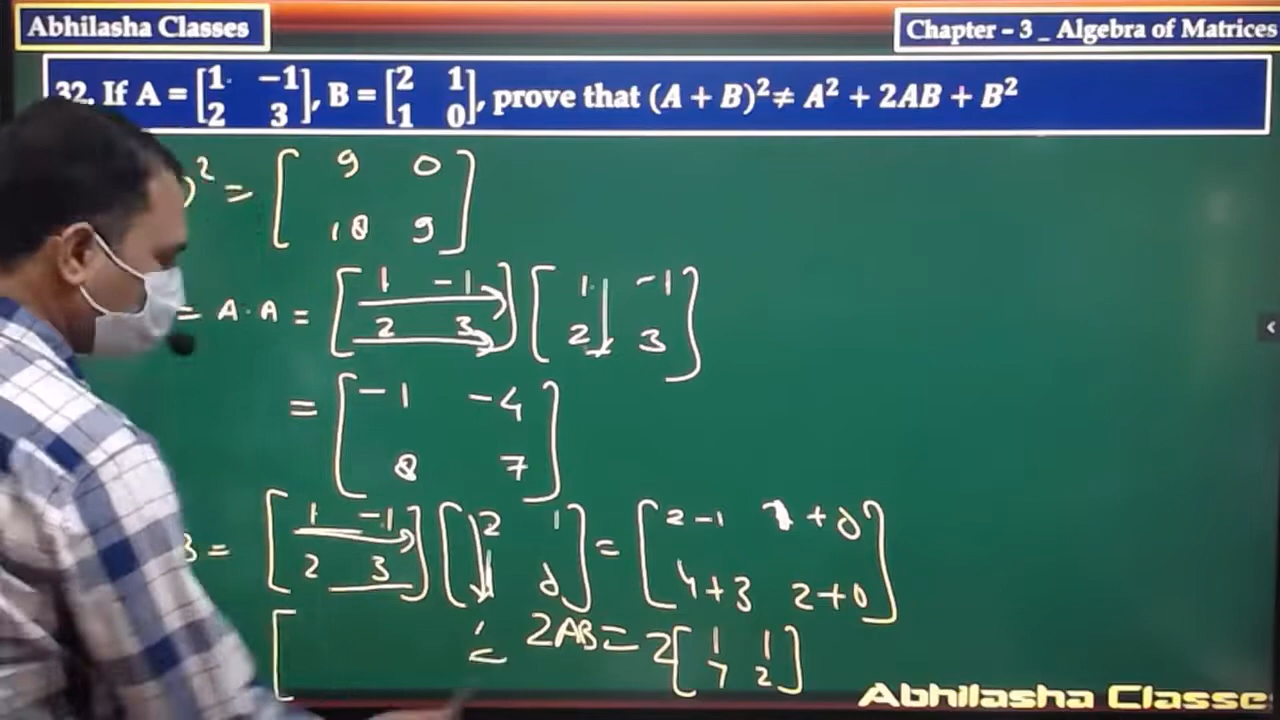 Abhilasha Classes
Chapter - 3 _ Algebra of Matrices
32. If A = [1 -1
2 3], B = [2 1
1 0], prove that (A + B)² ≠ A² + 2AB + B²
)² = [9 0
18 9]
= A·A = [1 -1
2 3] [1 -1
2 3]
= [-1 -4
8 7]
B = [1 -1
2 3] [2 1
0] = [2-1 1+0
4+3 2+0]
[ 2AB = 2[1 1
7 2]
Abhilasha Classe